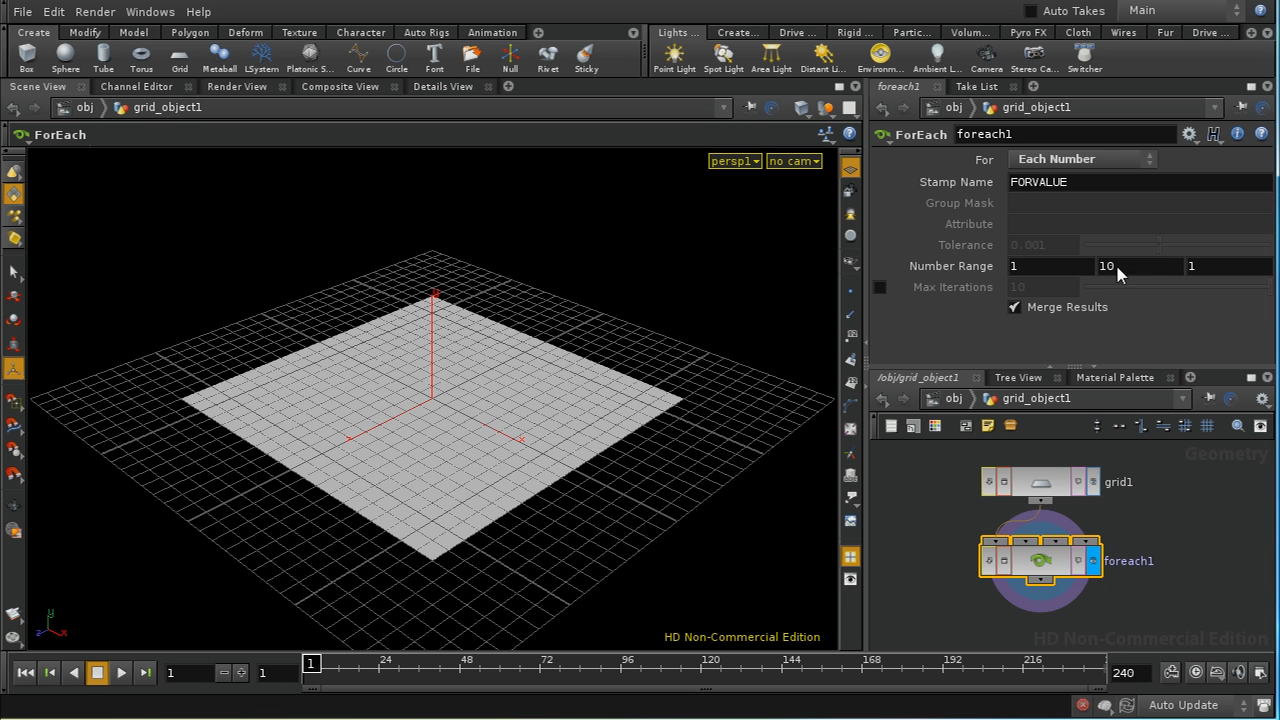 File Edit Render Windows Help Auto Takes Main
Create Modify Model Polygon Deform Texture Character Auto Rigs Animation Lights ... Create... Drive ... Rigid ... Partic... Volum... Pyro FX Cloth Wires Fur Drive ...
Box Sphere Tube Torus Grid Metaball LSystem Platonic S... Curve Circle Font File Null Rivet Sticky Point Light Spot Light Area Light Distant Li... Environm... Ambient L... Camera Stereo Ca... Switcher
Scene View Channel Editor Render View Composite View Details View foreach1 Take List
obj grid_object1 obj grid_object1
ForEach ForEach foreach1
persp1 no cam
For Each Number
Stamp Name FORVALUE
Group Mask
Attribute
Tolerance 0.001
Number Range 1 10 1
Max Iterations 10
Merge Results
/obj/grid_object1 Tree View Material Palette
obj grid_object1
Geometry
grid1
foreach1
x x
y
z x
HD Non-Commercial Edition HD Non-Commercial Edition
1 1 1 24 48 72 96 120 144 168 192 216 240
Auto Update